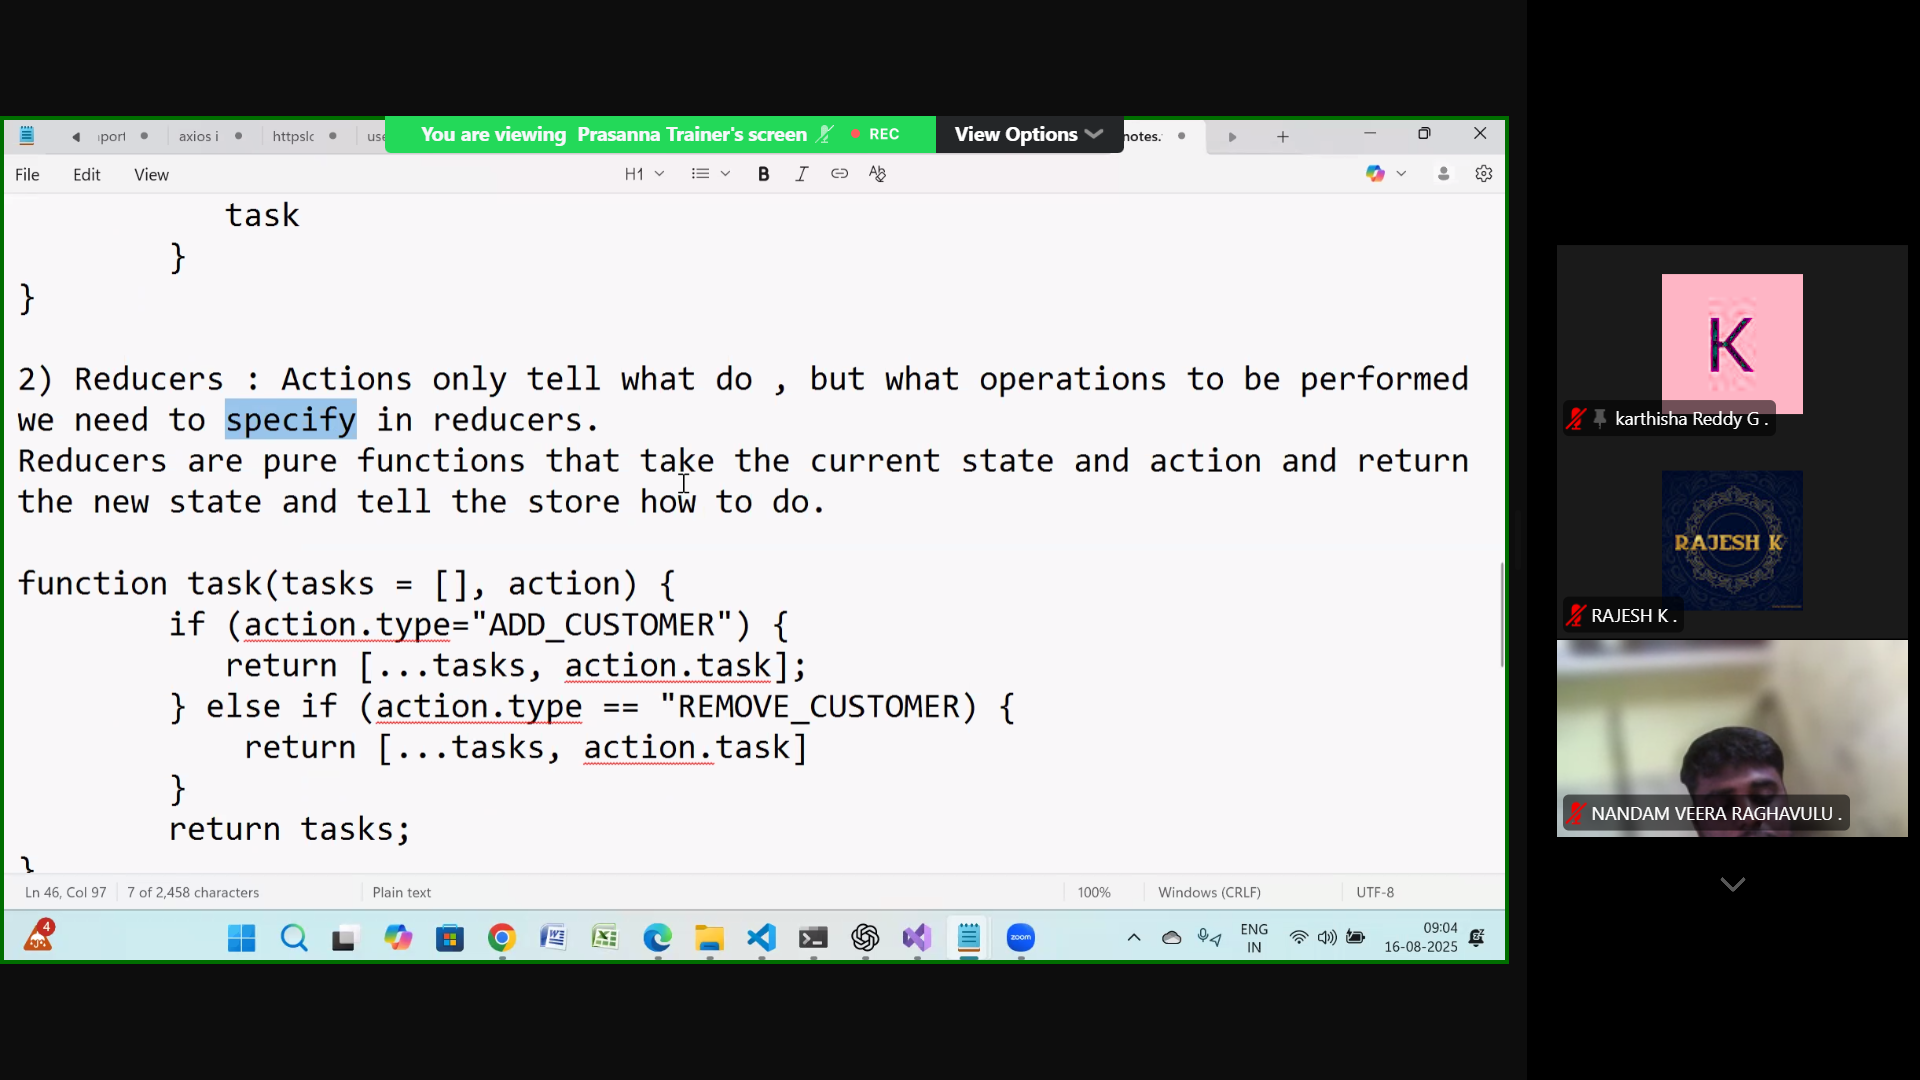 port
axios i
httpslc
use
You are viewing Prasanna Trainer's screen
REC
View Options
notes.
File
Edit
View
H1
task
}
}
2) Reducers : Actions only tell what do , but what operations to be performed
we need to specify in reducers.
Reducers are pure functions that take the current state and action and return
the new state and tell the store how to do.
function task(tasks = [], action) {
if (action.type="ADD_CUSTOMER") {
return [...tasks, action.task];
} else if (action.type == "REMOVE_CUSTOMER) {
return [...tasks, action.task]
}
return tasks;
}
Ln 46, Col 97
7 of 2,458 characters
Plain text
100%
Windows (CRLF)
UTF-8
4
zoom
ENG
IN
09:04
16-08-2025
K
karthisha Reddy G .
RAJESH K
RAJESH K .
NANDAM VEERA RAGHAVULU .